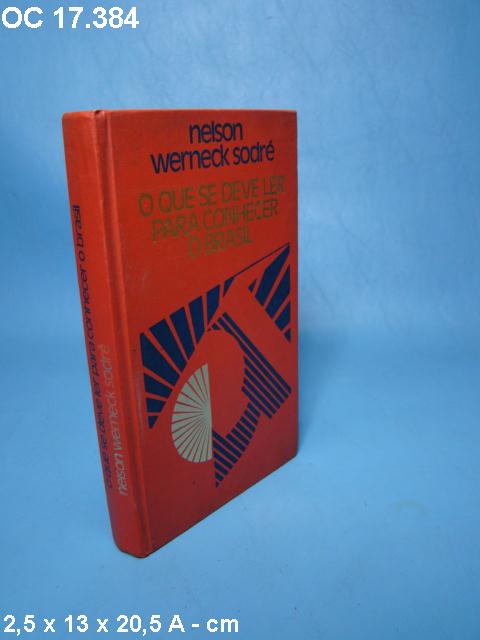 OC 17.384
nelson
werneck sodré
O QUE SE DEVE LER
PARA CONHECER
O BRASIL
o que se deve ler para conhecer o brasil
nelson werneck sodré
2,5 x 13 x 20,5 A - cm